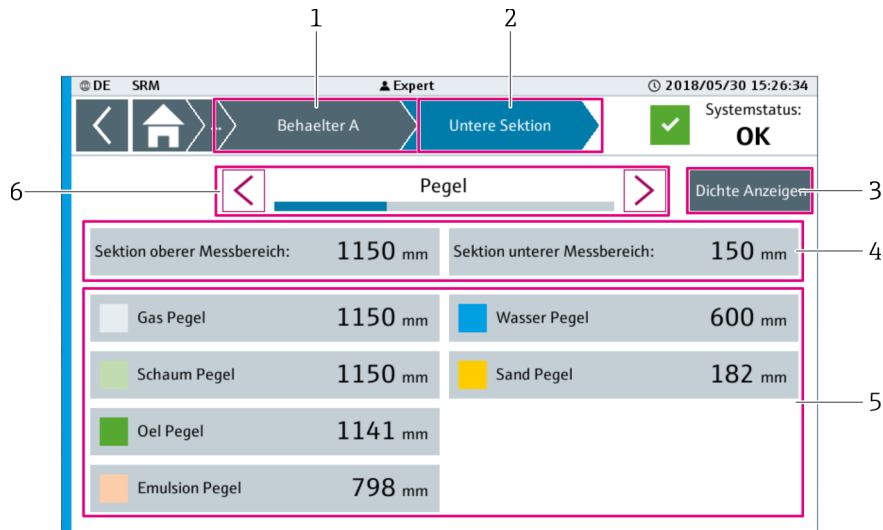 1
2
DE SRM Expert 2018/05/30 15:26:34
.. Behaelter A Untere Sektion Systemstatus:
OK
6 Pegel Dichte Anzeigen 3
Sektion oberer Messbereich: 1150 mm Sektion unterer Messbereich: 150 mm 4
Gas Pegel 1150 mm Wasser Pegel 600 mm
Schaum Pegel 1150 mm Sand Pegel 182 mm
5
Oel Pegel 1141 mm
Emulsion Pegel 798 mm